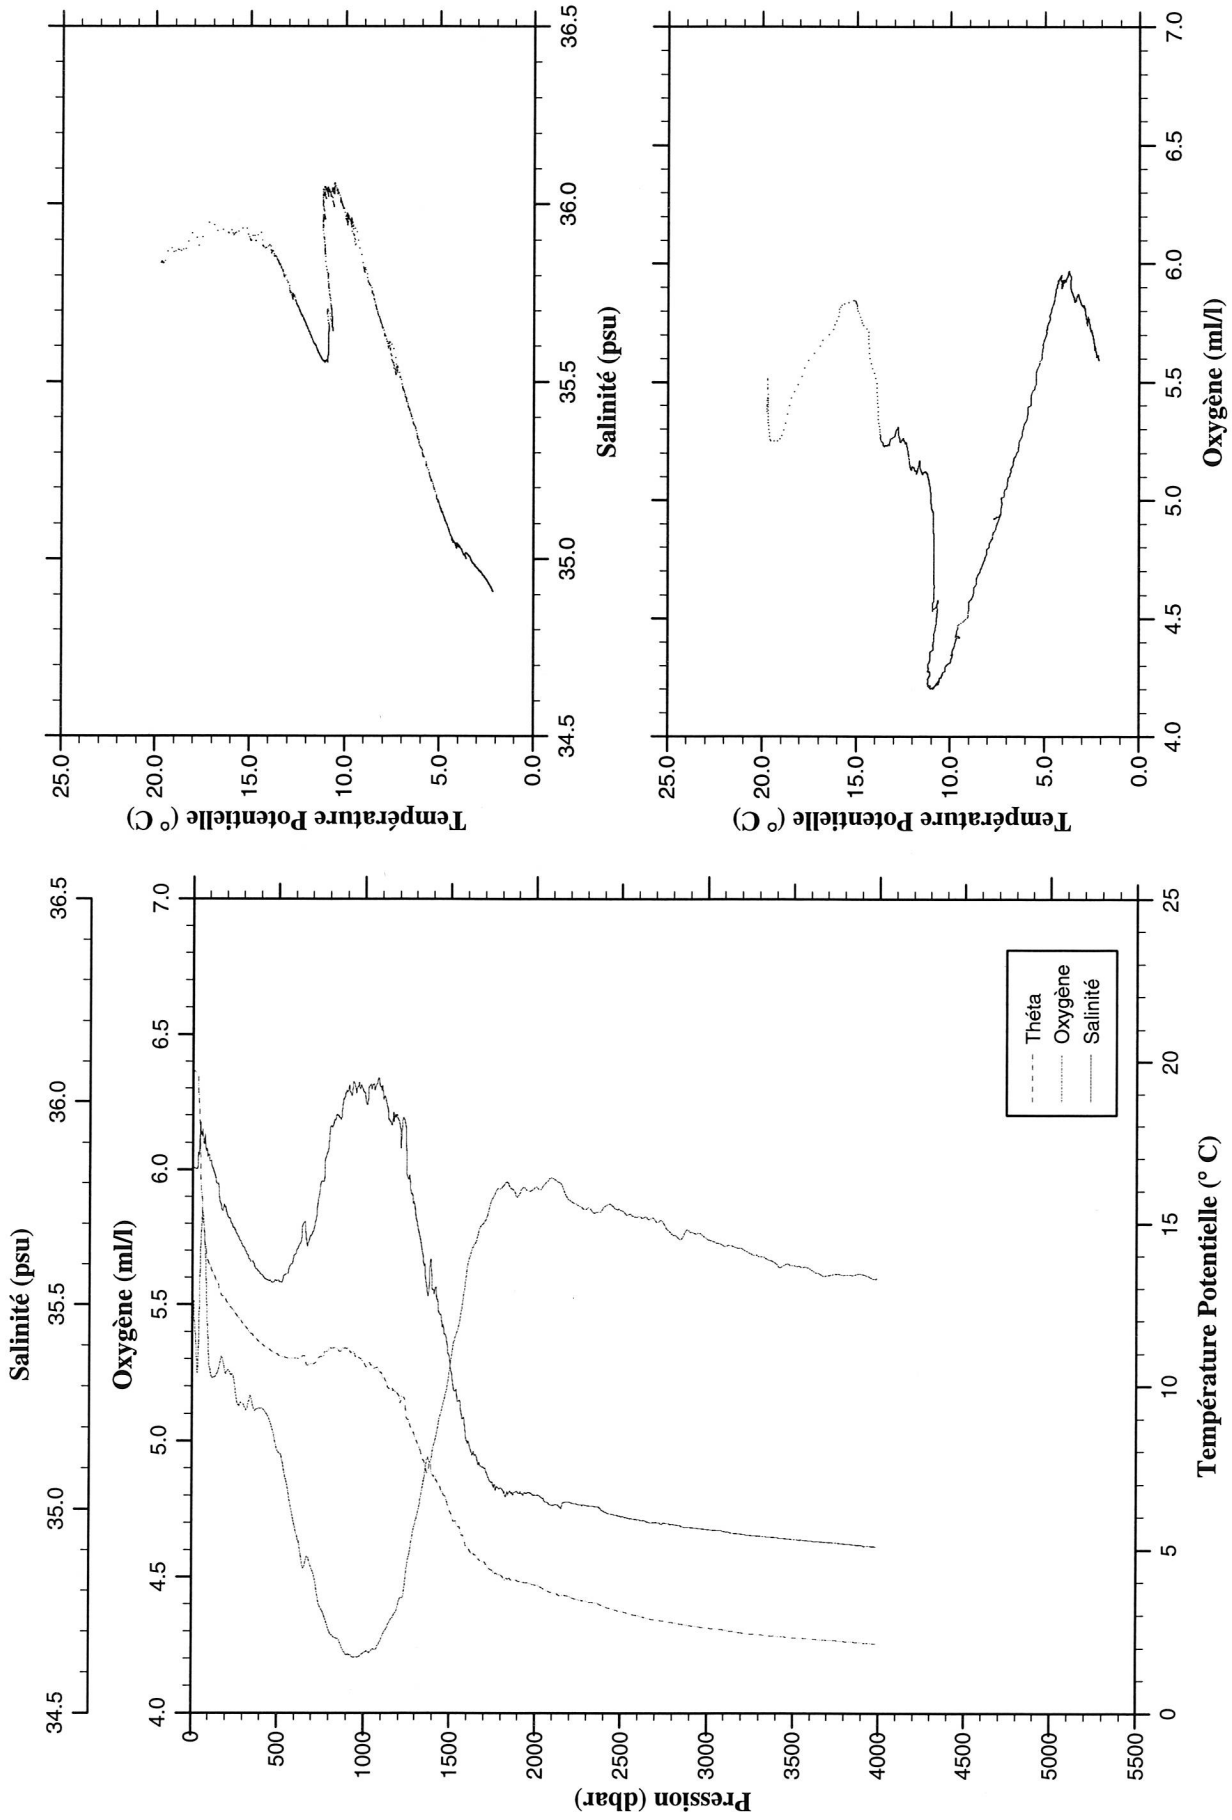 Salinité (psu)
34.5 35.0 35.5 36.0 36.5
Oxygène (ml/l)
4.0 4.5 5.0 5.5 6.0 6.5 7.0
Pression (dbar)
0
500
1000
1500
2000
2500
3000
3500
4000
4500
5000
5500
Théta
Oxygène
Salinité
0 5 10 15 20 25
Température Potentielle (° C)
Température Potentielle (° C)
25.0
20.0
15.0
10.0
5.0
0.0
34.5 35.0 35.5 36.0 36.5
Salinité (psu)
Température Potentielle (° C)
25.0
20.0
15.0
10.0
5.0
0.0
4.0 4.5 5.0 5.5 6.0 6.5 7.0
Oxygène (ml/l)